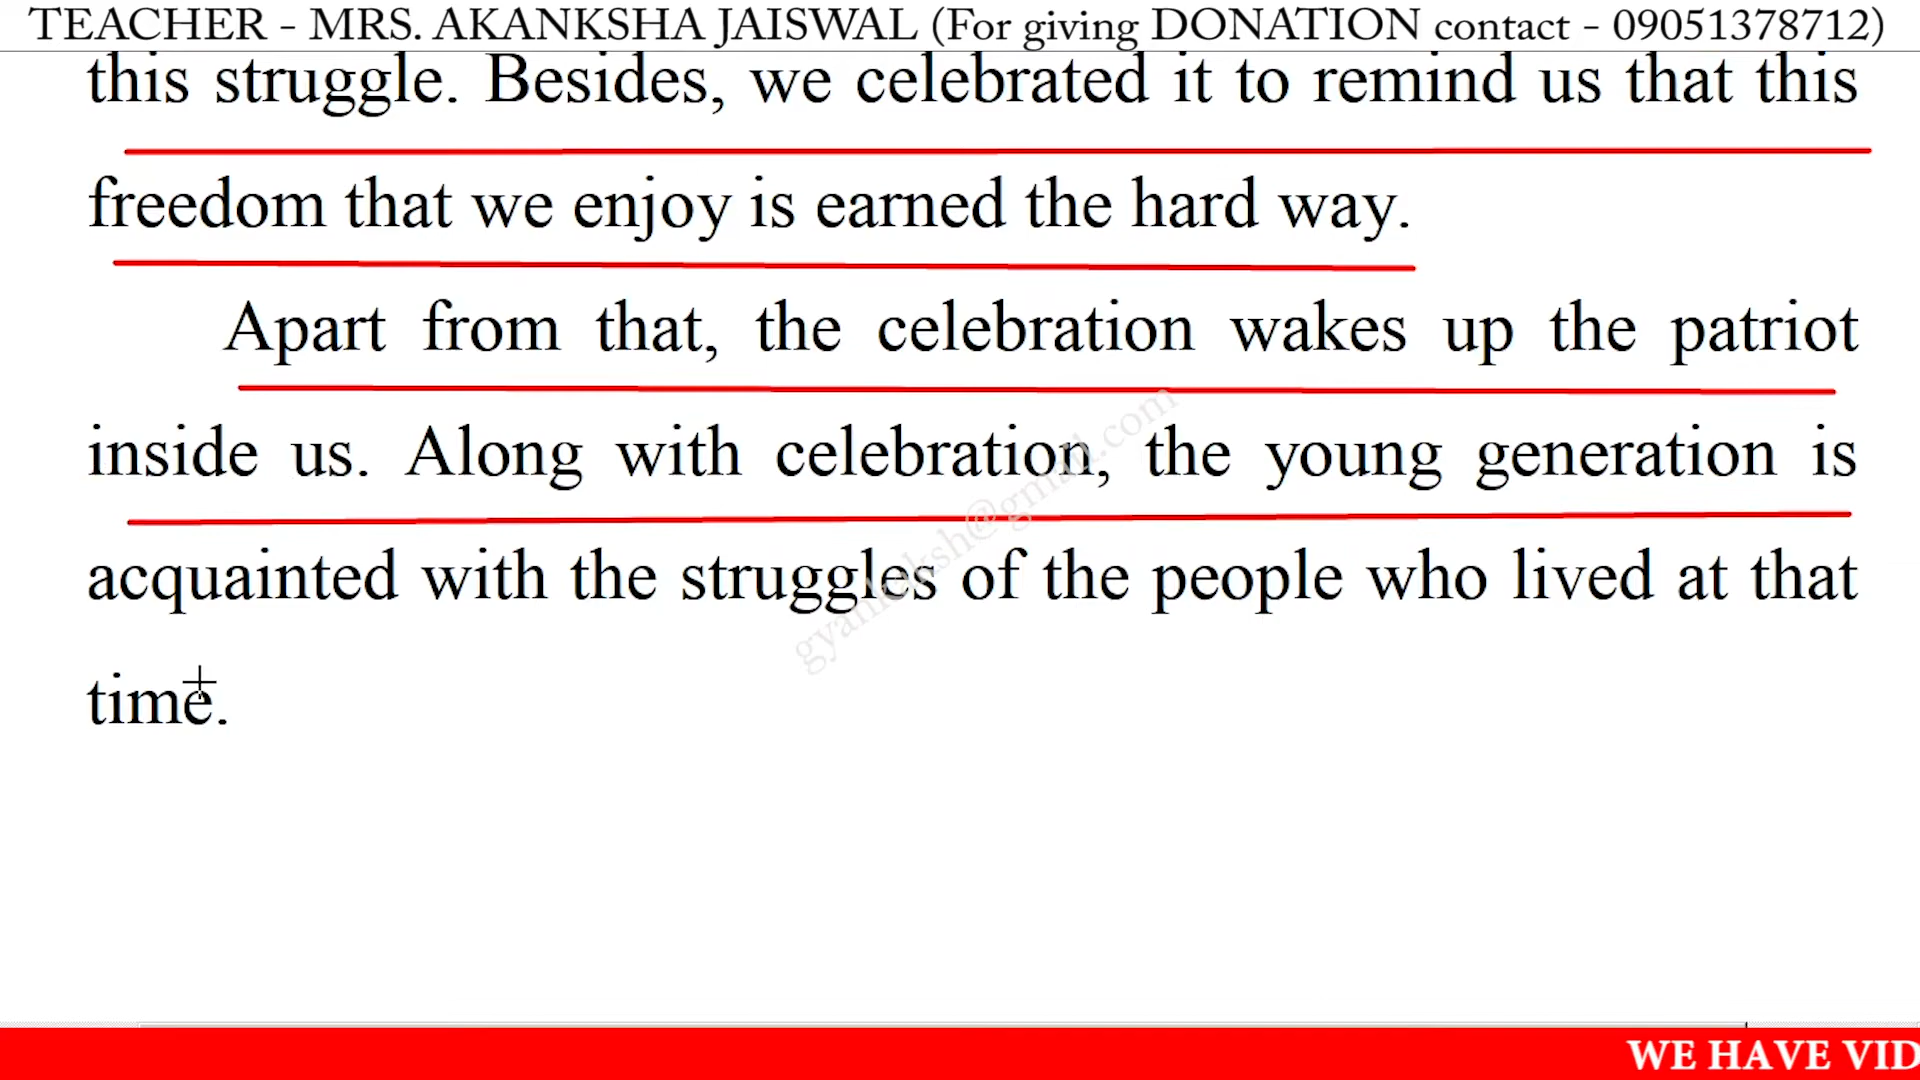 TEACHER - MRS. AKANKSHA JAISWAL (For giving DONATION contact - 09051378712)
this struggle. Besides, we celebrated it to remind us that this
freedom that we enjoy is earned the hard way.
Apart from that, the celebration wakes up the patriot
inside us. Along with celebration, the young generation is
acquainted with the struggles of the people who lived at that
time.
WE HAVE VID